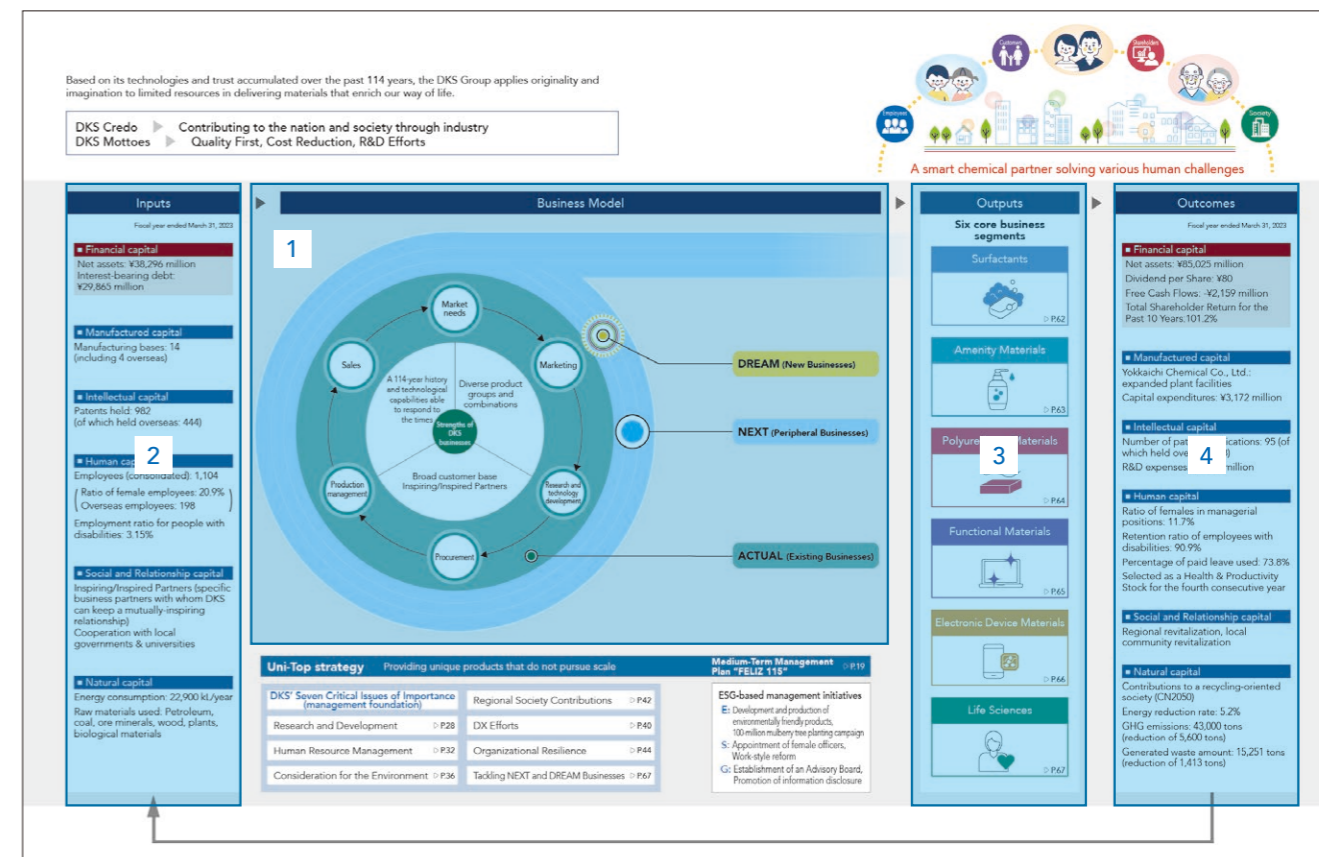 Based on its technologies and trust accumulated over the past 114 years, the DKS Group applies originality and
imagination to limited resources in delivering materials that enrich our way of life.
DKS Credo ▶ Contributing to the nation and society through industry
DKS Mottoes ▶ Quality First, Cost Reduction, R&D Efforts
Employees
Customers
Shareholders
Society
A smart chemical partner solving various human challenges
Inputs
Fiscal year ended March 31, 2023
■ Financial capital
Net assets: ¥38,296 million
Interest-bearing debt:
¥29,865 million
■ Manufactured capital
Manufacturing bases: 14
(including 4 overseas)
■ Intellectual capital
Patents held: 982
(of which held overseas: 444)
2
■ Human
Employees (consolidated): 1,104
Ratio of female employees: 20.9%
Overseas employees: 198
Employment ratio for people with
disabilities: 3.15%
■ Social and Relationship capital
Inspiring/Inspired Partners (specific
business partners with whom DKS
can keep a mutually-inspiring
relationship)
Cooperation with local
governments & universities
■ Natural capital
Energy consumption: 22,900 kL/year
Raw materials used: Petroleum,
coal, ore minerals, wood, plants,
biological materials
Business Model
1
Market
needs
Marketing
Research and
technology
development
Procurement
Production
management
Sales
A 114-year history
and technological
capabilities able
to respond to
the times
Diverse product
groups and
combinations
Strengths of
DKS
businesses
Broad customer base
Inspiring/Inspired Partners
DREAM (New Businesses)
NEXT (Peripheral Businesses)
ACTUAL (Existing Businesses)
Uni-Top strategy Providing unique products that do not pursue scale
Medium-Term Management
Plan "FELIZ 115" ▷P.19
DKS' Seven Critical Issues of Importance
(management foundation)
Research and Development ▷P.28
Human Resource Management ▷P.32
Consideration for the Environment ▷P.36
Regional Society Contributions ▷P.42
DX Efforts ▷P.40
Organizational Resilience ▷P.44
Tackling NEXT and DREAM Businesses ▷P.67
ESG-based management initiatives
E: Development and production of
environmentally friendly products,
100-million mulberry tree planting campaign
S: Appointment of female officers,
Work-style reform
G: Establishment of an Advisory Board,
Promotion of information disclosure
Outputs
Six core business
segments
Surfactants
▷P.62
Amenity Materials
▷P.63
Materials
3
▷P.64
Functional Materials
▷P.65
Electronic Device Materials
▷P.66
Life Sciences
▷P.67
Outcomes
Fiscal year ended March 31, 2023
■ Financial capital
Net assets: ¥85,025 million
Dividend per Share: ¥80
Free Cash Flows: -¥2,159 million
Total Shareholder Return for the
Past 10 Years.101.2%
■ Manufactured capital
Yokkaichi Chemical Co., Ltd.:
expanded plant facilities
Capital expenditures: ¥3,172 million
■ Intellectual capital
Number of 95 (of
which held
R&D expenses million
4
■ Human capital
Ratio of females in managerial
positions: 11.7%
Retention ratio of employees with
disabilities: 90.9%
Percentage of paid leave used: 73.8%
Selected as a Health & Productivity
Stock for the fourth consecutive year
■ Social and Relationship capital
Regional revitalization, local
community revitalization
■ Natural capital
Contributions to a recycling-oriented
society (CN2050)
Energy reduction rate: 5.2%
GHG emissions: 43,000 tons
(reduction of 5,600 tons)
Generated waste amount: 15,251 tons
(reduction of 1,413 tons)